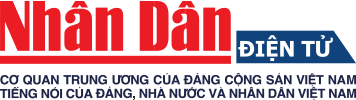 Nhân Dân
ĐIỆN TỬ
CƠ QUAN TRUNG ƯƠNG CỦA ĐẢNG CỘNG SẢN VIỆT NAM
TIẾNG NÓI CỦA ĐẢNG, NHÀ NƯỚC VÀ NHÂN DÂN VIỆT NAM